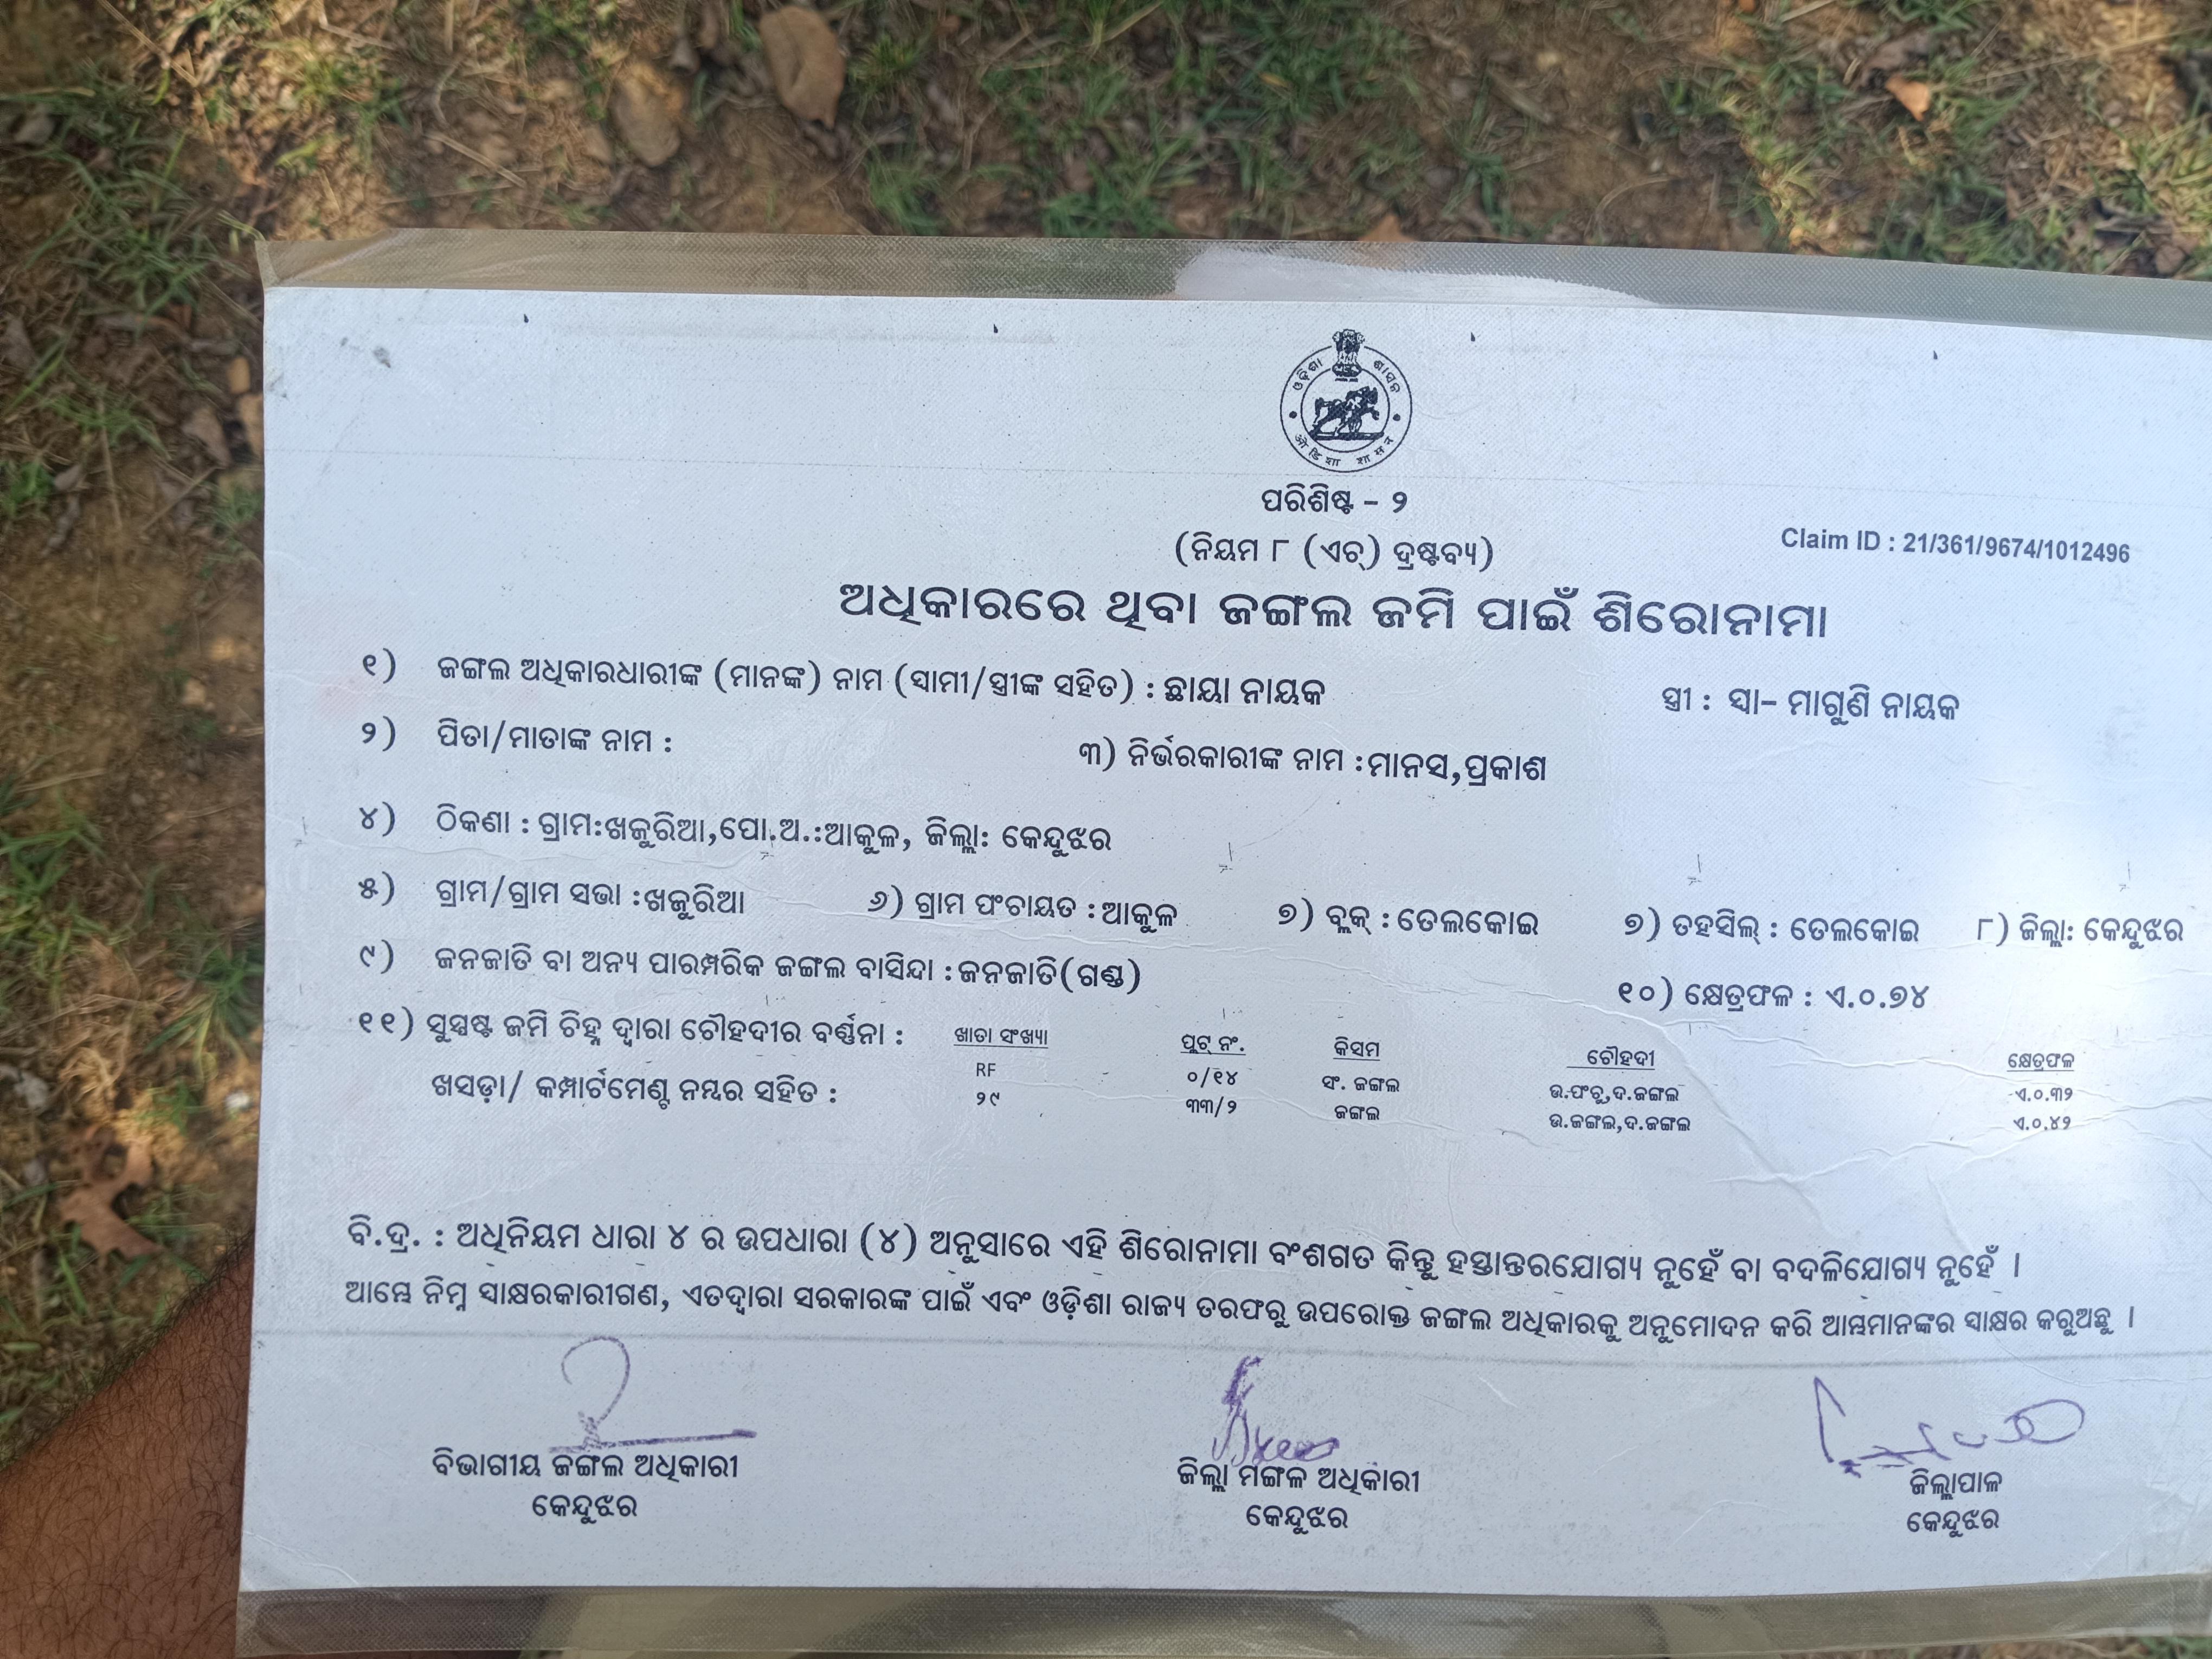 ଓଡ଼ିଶା ଶାସନ
ओडिशा शासन
ପରିଶିଷ୍ଟ - ୨
(ନିୟମ ୮ (ଏଚ୍) ଦ୍ରଷ୍ଟବ୍ୟ)
Claim ID : 21/361/9674/1012496
ଅଧିକାରରେ ଥିବା ଜଙ୍ଗଲ ଜମି ପାଇଁ ଶିରୋନାମା
୧) ଜଙ୍ଗଲ ଅଧିକାରଧାରୀଙ୍କ (ମାନଙ୍କ) ନାମ (ସ୍ୱାମୀ/ସ୍ତ୍ରୀଙ୍କ ସହିତ) : ଛାୟା ନାୟକ ସ୍ତ୍ରୀ : ସ୍ୱା- ମାଗୁଣି ନାୟକ
୨) ପିତା/ମାତାଙ୍କ ନାମ : ୩) ନିର୍ଭରକାରୀଙ୍କ ନାମ :ମାନସ,ପ୍ରକାଶ
୪) ଠିକଣା : ଗ୍ରାମ:ଖଜୁରିଆ,ପୋ.ଅ.:ଆକୁଳ, ଜିଲ୍ଲା: କେନ୍ଦୁଝର
୫) ଗ୍ରାମ/ଗ୍ରାମ ସଭା :ଖଜୁରିଆ ୬) ଗ୍ରାମ ପଂଚାୟତ :ଆକୁଳ ୭) ବ୍ଲକ୍ : ତେଲକୋଇ ୭) ତହସିଲ୍ : ତେଲକୋଇ ୮) ଜିଲ୍ଲା: କେନ୍ଦୁଝର
୯) ଜନଜାତି ବା ଅନ୍ୟ ପାରମ୍ପରିକ ଜଙ୍ଗଲ ବାସିନ୍ଦା :ଜନଜାତି(ଗଣ୍ଡ) ୧୦) କ୍ଷେତ୍ରଫଳ : ଏ.୦.୭୪
୧୧) ସୁସ୍ପଷ୍ଟ ଜମି ଚିହ୍ନ ଦ୍ୱାରା ଚୌହଦୀର ବର୍ଣ୍ଣନା : ଖାତା ସଂଖ୍ୟା ପ୍ଲଟ୍ ନଂ. କିସମ ଚୌହଦୀ କ୍ଷେତ୍ରଫଳ
RF ୦/୧୪ ସଂ. ଜଙ୍ଗଲ ଉ.ଫଂଚୁ,ଦ.ଜଙ୍ଗଲ ଏ.୦.୩୨
ଖସଡ଼ା/ କମ୍ପାର୍ଟମେଣ୍ଟ ନମ୍ବର ସହିତ : ୨୯ ୩୩/୨ ଜଙ୍ଗଲ ଉ.ଜଙ୍ଗଲ,ଦ.ଜଙ୍ଗଲ ଏ.୦.୪୨
ବି.ଦ୍ର. : ଅଧିନିୟମ ଧାରା ୪ ର ଉପଧାରା (୪) ଅନୁସାରେ ଏହି ଶିରୋନାମା ବଂଶଗତ କିନ୍ତୁ ହସ୍ତାନ୍ତରଯୋଗ୍ୟ ନୁହେଁ ବା ବଦଳିଯୋଗ୍ୟ ନୁହେଁ ।
ଆମ୍ଭେ ନିମ୍ନ ସାକ୍ଷରକାରୀଗଣ, ଏତଦ୍ୱାରା ସରକାରଙ୍କ ପାଇଁ ଏବଂ ଓଡ଼ିଶା ରାଜ୍ୟ ତରଫରୁ ଉପରୋକ୍ତ ଜଙ୍ଗଲ ଅଧିକାରକୁ ଅନୁମୋଦନ କରି ଆମ୍ଭମାନଙ୍କର ସାକ୍ଷର କରୁଅଛୁ ।
ବିଭାଗୀୟ ଜଙ୍ଗଲ ଅଧିକାରୀ ଜିଲ୍ଲା ମଙ୍ଗଳ ଅଧିକାରୀ ଜିଲ୍ଲାପାଳ
କେନ୍ଦୁଝର କେନ୍ଦୁଝର କେନ୍ଦୁଝର